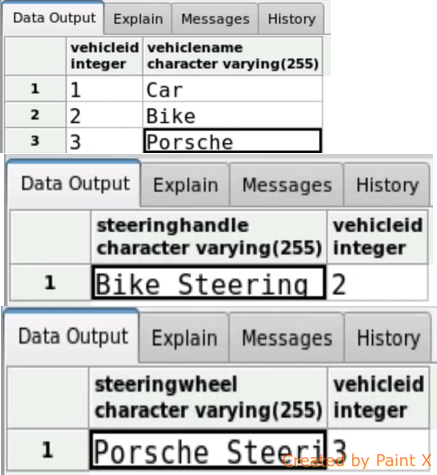 Data Output Explain Messages History
vehicleid vehiclename
integer character varying(255)
1 1 Car
2 2 Bike
3 3 Porsche
Data Output Explain Messages History
steeringhandle vehicleid
character varying(255) integer
1 Bike Steering 2
Data Output Explain Messages History
steeringwheel vehicleid
character varying(255) integer
1 Porsche Steeri 3
Created by Paint X